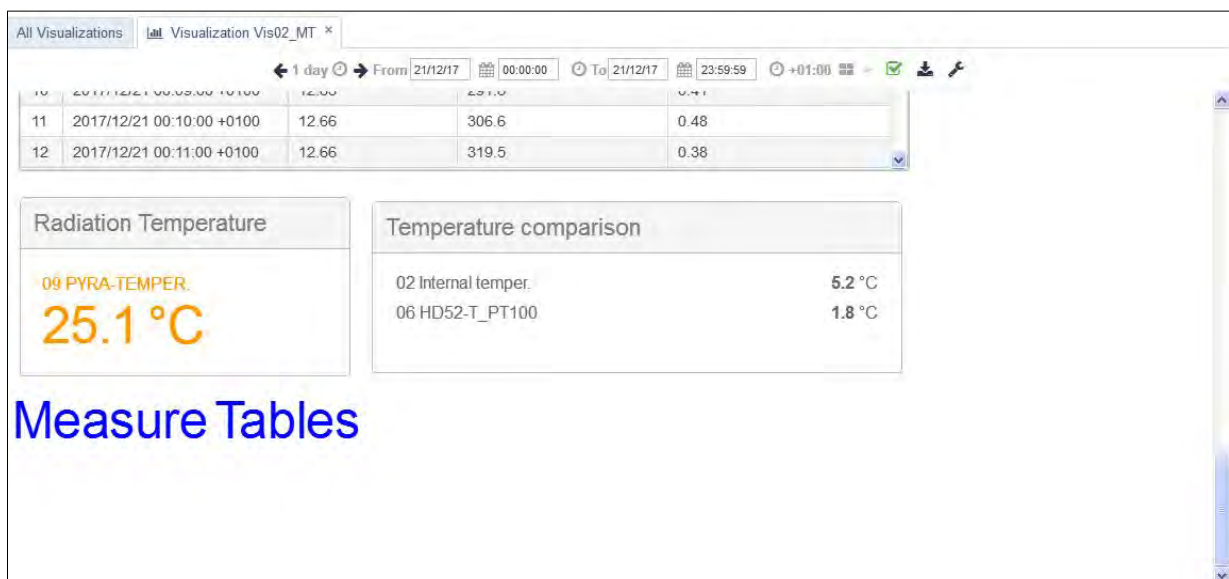 All Visualizations Visualization Vis02_MT ×
1 day From 21/12/17 00:00:00 To 21/12/17 23:59:59 +01:00
11 2017/12/21 00:10:00 +0100 12.66 306.6 0.48
12 2017/12/21 00:11:00 +0100 12.66 319.5 0.38
Radiation Temperature
Temperature comparison
09 PYRA-TEMPER.
25.1 °C
02 Internal temper. 5.2 °C
06 HD52-T_PT100 1.8 °C
Measure Tables